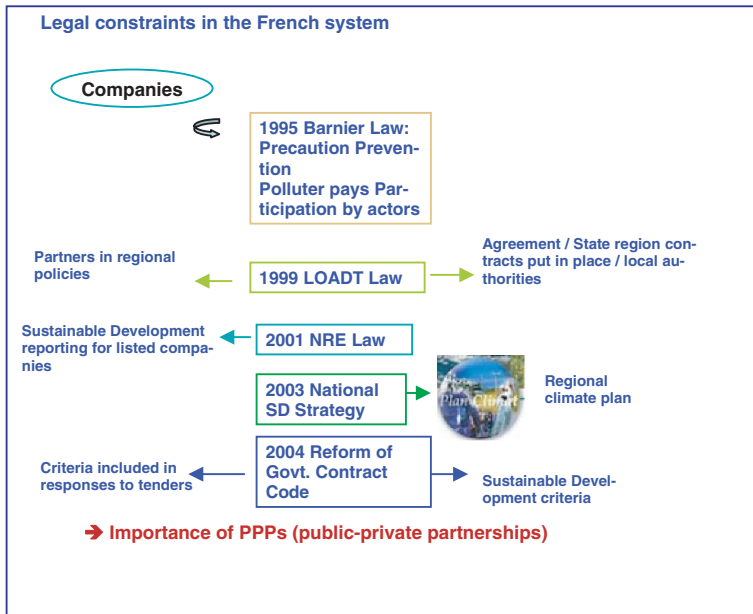 Legal constraints in the French system
Companies
1995 Barnier Law:
Precaution Preven-
tion
Polluter pays Par-
ticipation by actors
Partners in regional
policies
1999 LOADT Law
Agreement / State region con-
tracts put in place / local au-
thorities
Sustainable Development
reporting for listed compa-
nies
2001 NRE Law
2003 National
SD Strategy
Plan Climat
Regional
climate plan
Criteria included in
responses to tenders
2004 Reform of
Govt. Contract
Code
Sustainable Devel-
opment criteria
➔ Importance of PPPs (public-private partnerships)